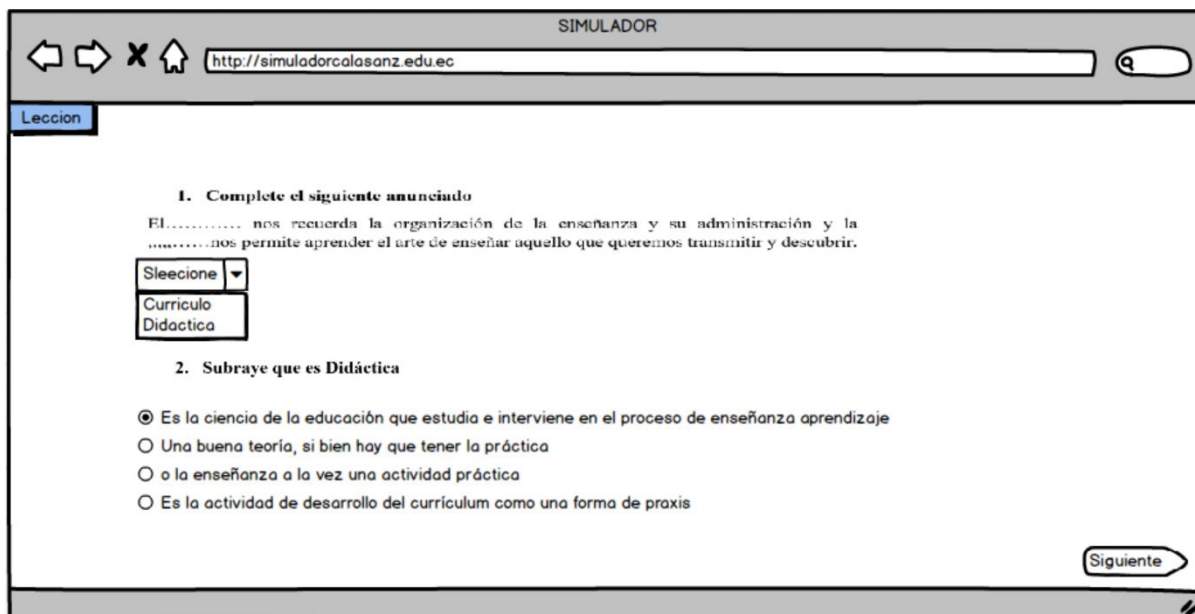 SIMULADOR
http://simuladorcalasanz.edu.ec
Leccion
1. Complete el siguiente anunciado
El............ nos recuerda la organización de la enseñanza y su administración y la
,,,,,.......nos permite aprender el arte de enseñar aquello que queremos transmitir y descubrir.
Sleecione
Curriculo
Didactica
2. Subraye que es Didáctica
Es la ciencia de la educación que estudia e interviene en el proceso de enseñanza aprendizaje
Una buena teoría, si bien hay que tener la práctica
o la enseñanza a la vez una actividad práctica
Es la actividad de desarrollo del currículum como una forma de praxis
Siguiente